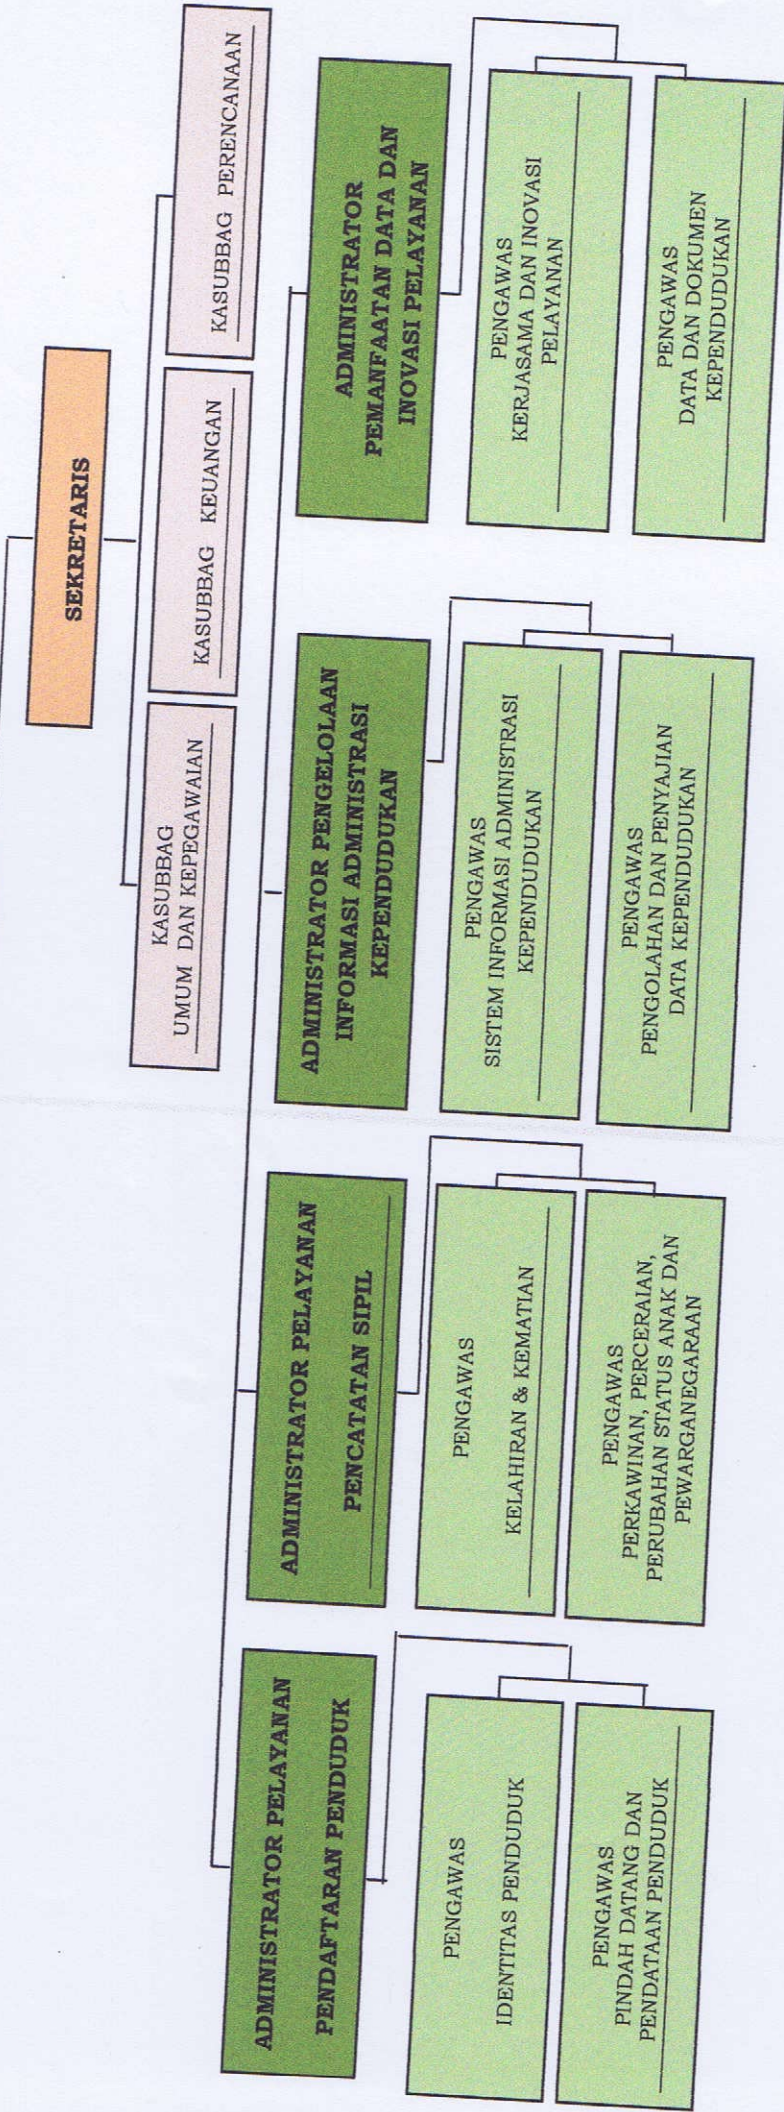 SEKRETARIS
KASUBBAG
UMUM DAN KEPEGAWAIAN
KASUBBAG KEUANGAN
KASUBBAG PERENCANAAN
ADMINISTRATOR PELAYANAN
PENDAFTARAN PENDUDUK
PENGAWAS
IDENTITAS PENDUDUK
PENGAWAS
PINDAH DATANG DAN
PENDATAAN PENDUDUK
ADMINISTRATOR PELAYANAN
PENCATATAN SIPIL
PENGAWAS
KELAHIRAN & KEMATIAN
PENGAWAS
PERKAWINAN, PERCERAIAN,
PERUBAHAN STATUS ANAK DAN
PEWARGANEGARAAN
ADMINISTRATOR PENGELOLAAN
INFORMASI ADMINISTRASI
KEPENDUDUKAN
PENGAWAS
SISTEM INFORMASI ADMINISTRASI
KEPENDUDUKAN
PENGAWAS
PENGOLAHAN DAN PENYAJIAN
DATA KEPENDUDUKAN
ADMINISTRATOR
PEMANFAATAN DATA DAN
INOVASI PELAYANAN
PENGAWAS
KERJASAMA DAN INOVASI
PELAYANAN
PENGAWAS
DATA DAN DOKUMEN
KEPENDUDUKAN